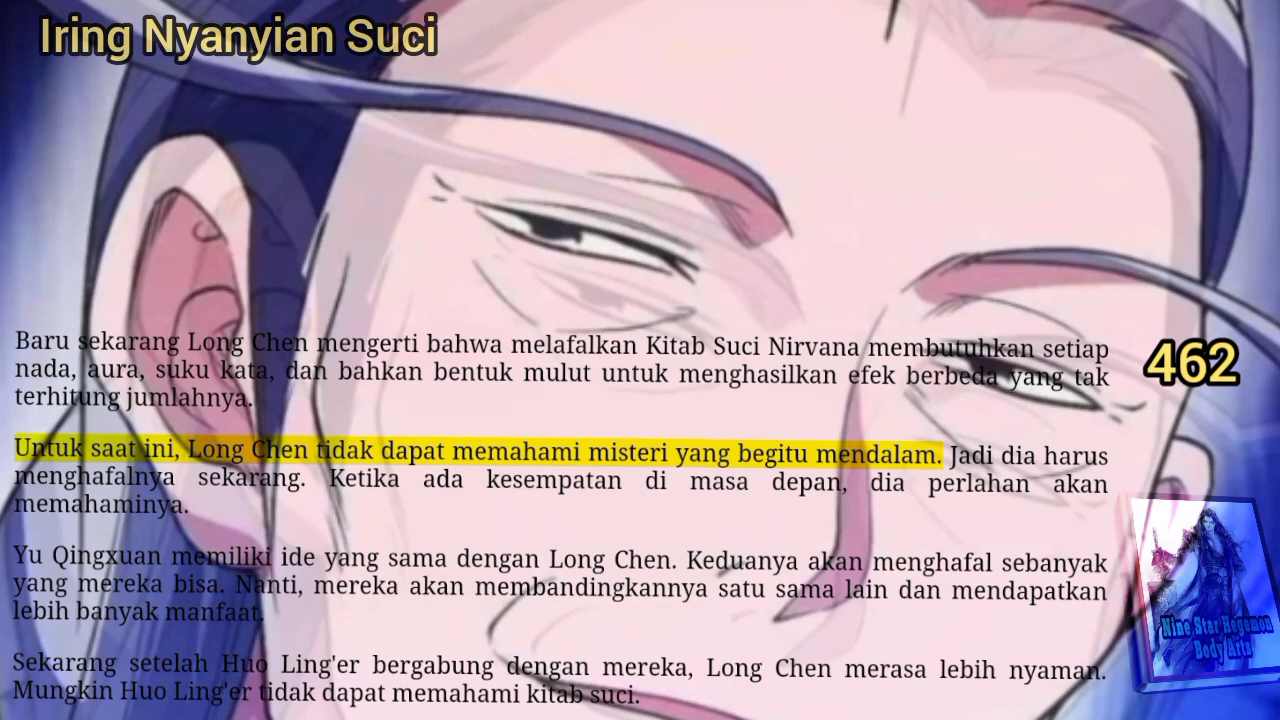 Iring Nyanyian Suci
Baru sekarang Long Chen mengerti bahwa melafalkan Kitab Suci Nirvana membutuhkan setiap
nada, aura, suku kata, dan bahkan bentuk mulut untuk menghasilkan efek berbeda yang tak
terhitung jumlahnya.
462
Untuk saat ini, Long Chen tidak dapat memahami misteri yang begitu mendalam. Jadi dia harus
menghafalnya sekarang. Ketika ada kesempatan di masa depan, dia perlahan akan
memahaminya.
Yu Qingxuan memiliki ide yang sama dengan Long Chen. Keduanya akan menghafal sebanyak
yang mereka bisa. Nanti, mereka akan membandingkannya satu sama lain dan mendapatkan
lebih banyak manfaat.
Nine Star Hegemon
Body Arts
Sekarang setelah Huo Ling'er bergabung dengan mereka, Long Chen merasa lebih nyaman.
Mungkin Huo Ling'er tidak dapat memahami kitab suci.